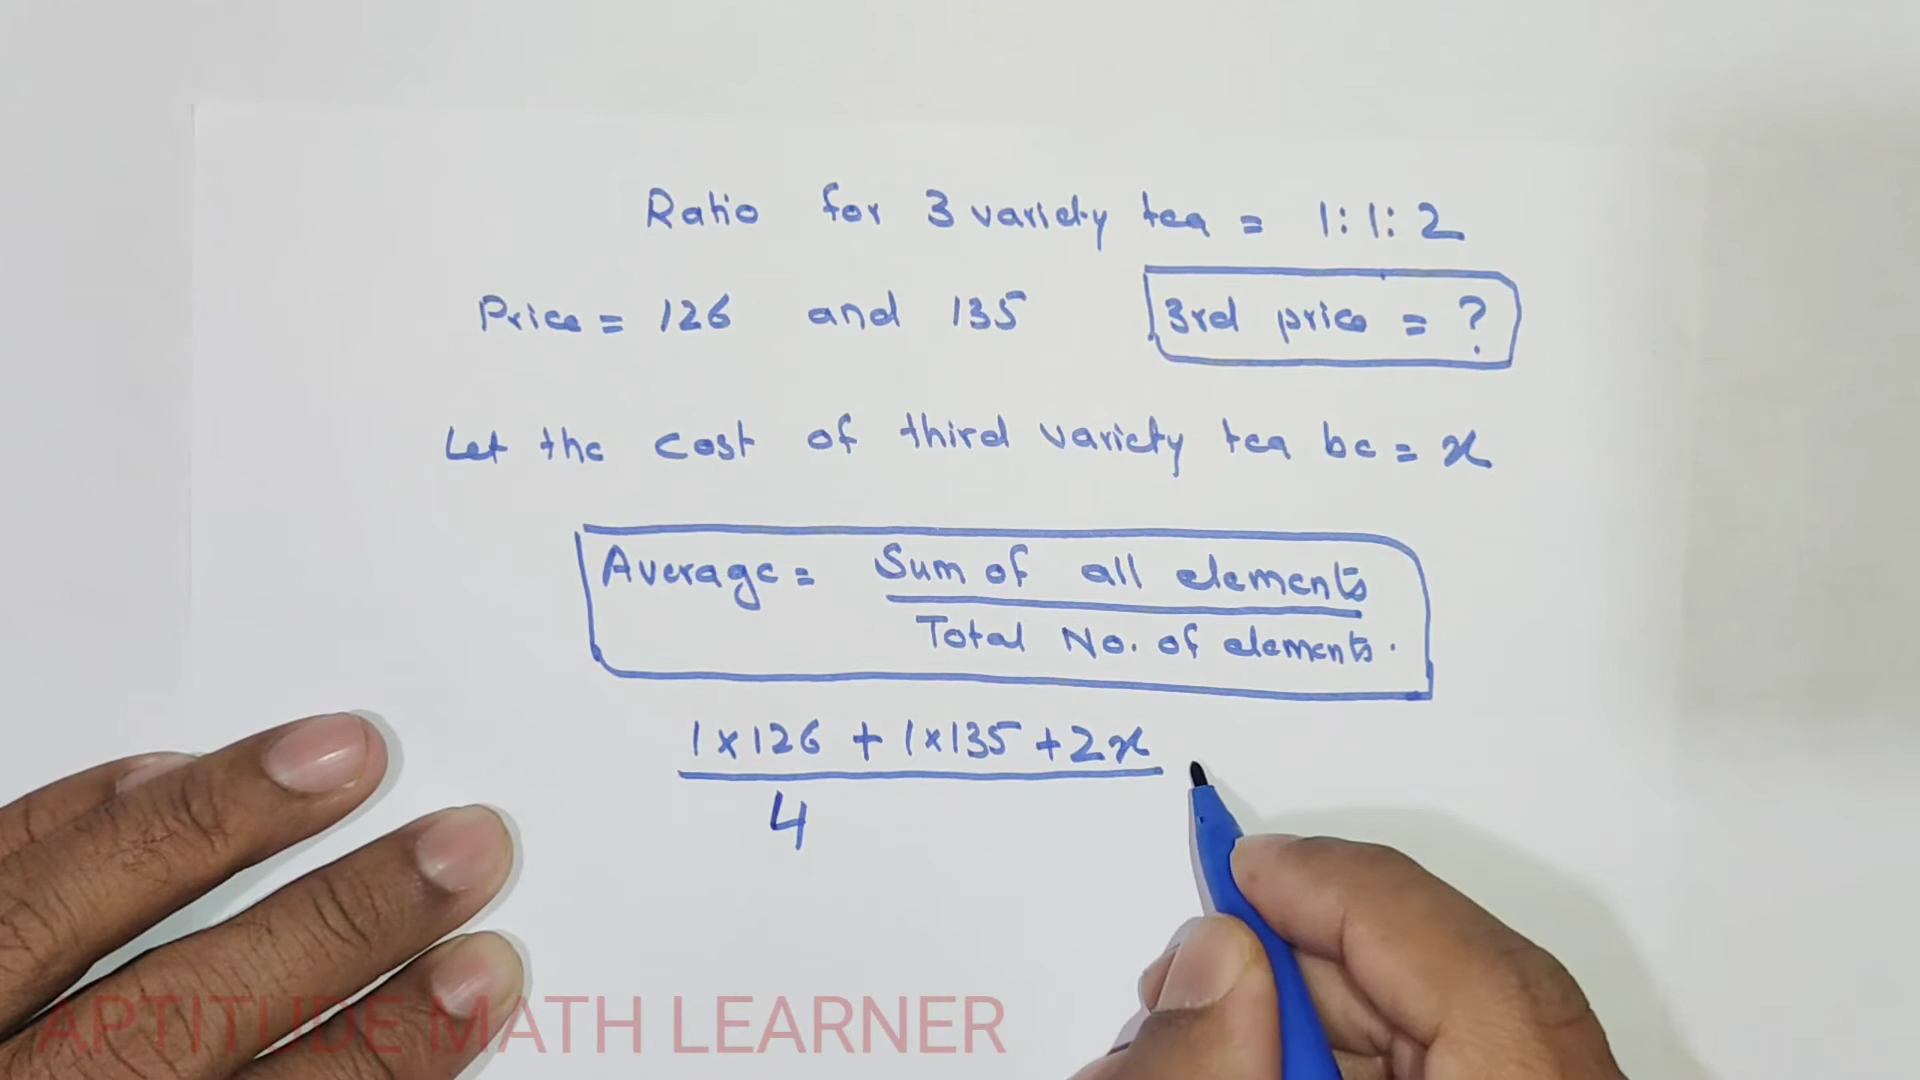 Ratio for 3 variety tea = 1:1:2
Price = 126 and 135 3rd price = ?
Let the cost of third variety tea be = x
Average = Sum of all elements
Total No. of elements.
1 × 126 + 1 × 135 + 2x
4
APTITUDE MATH LEARNER